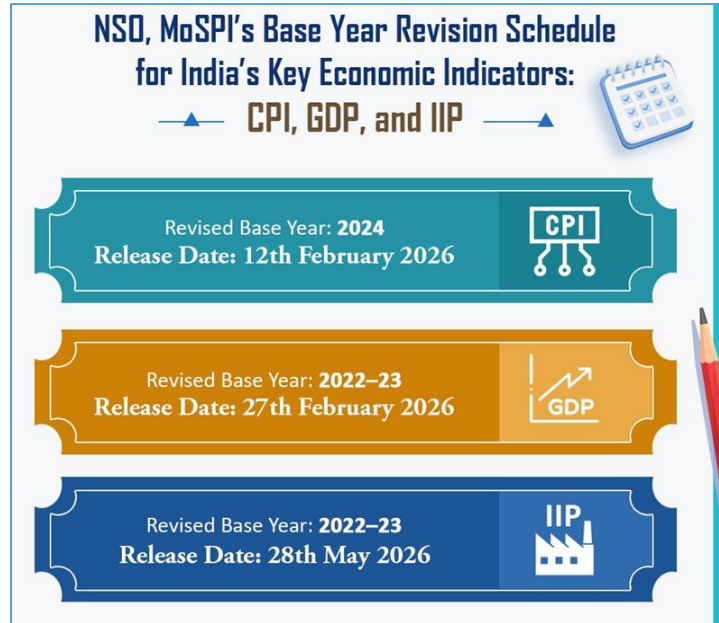 NSO, MoSPI's Base Year Revision Schedule
for India's Key Economic Indicators:
CPI, GDP, and IIP
Revised Base Year: 2024
Release Date: 12th February 2026
CPI
Revised Base Year: 2022–23
Release Date: 27th February 2026
GDP
Revised Base Year: 2022–23
Release Date: 28th May 2026
IIP